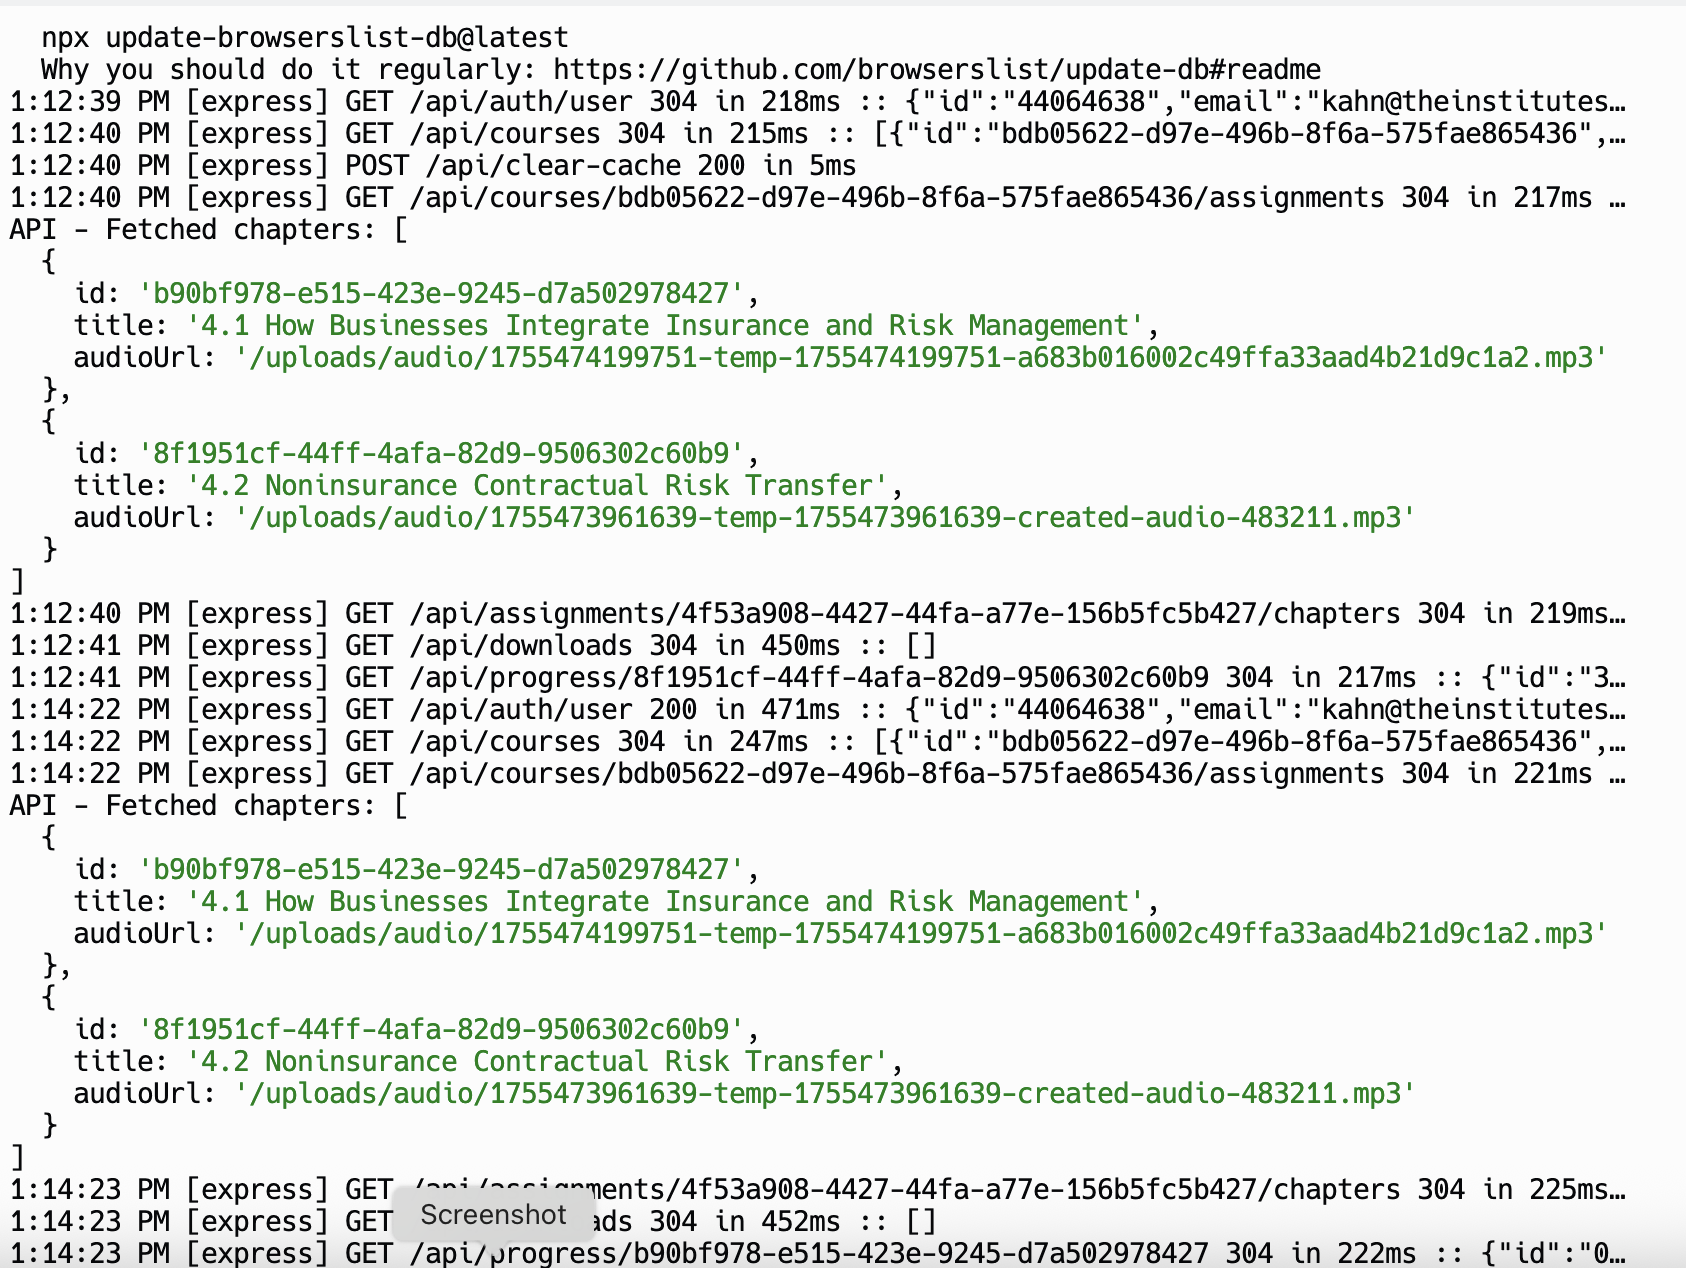 npx update-browserslist-db@latest
Why you should do it regularly: https://github.com/browserslist/update-db#readme
1:12:39 PM [express] GET /api/auth/user 304 in 218ms :: {"id":"44064638","email":"kahn@theinstitutes…
1:12:40 PM [express] GET /api/courses 304 in 215ms :: [{"id":"bdb05622-d97e-496b-8f6a-575fae865436",…
1:12:40 PM [express] POST /api/clear-cache 200 in 5ms
1:12:40 PM [express] GET /api/courses/bdb05622-d97e-496b-8f6a-575fae865436/assignments 304 in 217ms …
API - Fetched chapters: [
  {
    id: 'b90bf978-e515-423e-9245-d7a502978427',
    title: '4.1 How Businesses Integrate Insurance and Risk Management',
    audioUrl: '/uploads/audio/1755474199751-temp-1755474199751-a683b016002c49ffa33aad4b21d9c1a2.mp3'
  },
  {
    id: '8f1951cf-44ff-4afa-82d9-9506302c60b9',
    title: '4.2 Noninsurance Contractual Risk Transfer',
    audioUrl: '/uploads/audio/1755473961639-temp-1755473961639-created-audio-483211.mp3'
  }
]
1:12:40 PM [express] GET /api/assignments/4f53a908-4427-44fa-a77e-156b5fc5b427/chapters 304 in 219ms…
1:12:41 PM [express] GET /api/downloads 304 in 450ms :: []
1:12:41 PM [express] GET /api/progress/8f1951cf-44ff-4afa-82d9-9506302c60b9 304 in 217ms :: {"id":"3…
1:14:22 PM [express] GET /api/auth/user 200 in 471ms :: {"id":"44064638","email":"kahn@theinstitutes…
1:14:22 PM [express] GET /api/courses 304 in 247ms :: [{"id":"bdb05622-d97e-496b-8f6a-575fae865436",…
1:14:22 PM [express] GET /api/courses/bdb05622-d97e-496b-8f6a-575fae865436/assignments 304 in 221ms …
API - Fetched chapters: [
  {
    id: 'b90bf978-e515-423e-9245-d7a502978427',
    title: '4.1 How Businesses Integrate Insurance and Risk Management',
    audioUrl: '/uploads/audio/1755474199751-temp-1755474199751-a683b016002c49ffa33aad4b21d9c1a2.mp3'
  },
  {
    id: '8f1951cf-44ff-4afa-82d9-9506302c60b9',
    title: '4.2 Noninsurance Contractual Risk Transfer',
    audioUrl: '/uploads/audio/1755473961639-temp-1755473961639-created-audio-483211.mp3'
  }
]
1:14:23 PM [express] GET /api/assignments/4f53a908-4427-44fa-a77e-156b5fc5b427/chapters 304 in 225ms…
Screenshot
1:14:23 PM [express] GET ads 304 in 452ms :: []
1:14:23 PM [express] GET /api/progress/b90bf978-e515-423e-9245-d7a502978427 304 in 222ms :: {"id":"0…